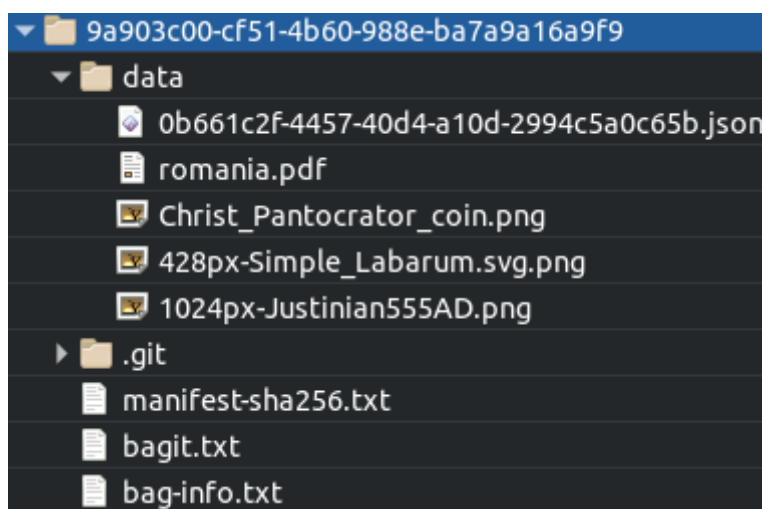 9a903c00-cf51-4b60-988e-ba7a9a16a9f9
data
0b661c2f-4457-40d4-a10d-2994c5a0c65b.json
romania.pdf
Christ_Pantocrator_coin.png
428px-Simple_Labarum.svg.png
1024px-Justinian555AD.png
.git
manifest-sha256.txt
bagit.txt
bag-info.txt